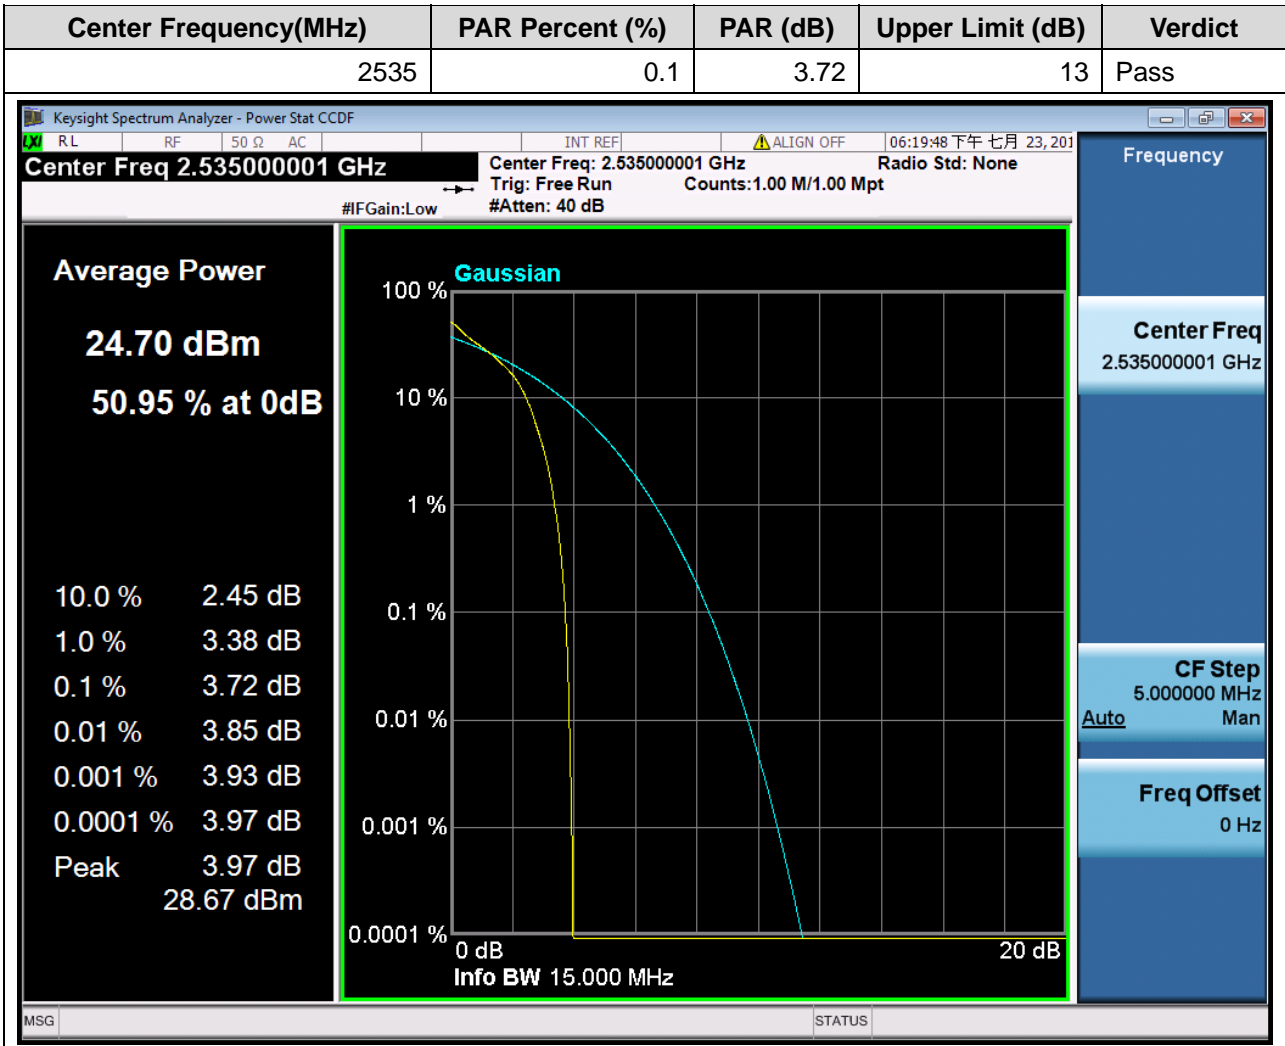 Center Frequency(MHz) PAR Percent (%) PAR (dB) Upper Limit (dB) Verdict
2535 0.1 3.72 13 Pass
Keysight Spectrum Analyzer - Power Stat CCDF
LXI RL RF 50 Ω AC INT REF ALIGN OFF 06:19:48 下午 七月 23, 201
Center Freq 2.535000001 GHz
Center Freq: 2.535000001 GHz Radio Std: None
Trig: Free Run Counts:1.00 M/1.00 Mpt
#IFGain:Low #Atten: 40 dB
Average Power
24.70 dBm
50.95 % at 0dB
10.0 % 2.45 dB
1.0 % 3.38 dB
0.1 % 3.72 dB
0.01 % 3.85 dB
0.001 % 3.93 dB
0.0001 % 3.97 dB
Peak 3.97 dB
28.67 dBm
Gaussian
100 %
10 %
1 %
0.1 %
0.01 %
0.001 %
0.0001 %
0 dB 20 dB
Info BW 15.000 MHz
Frequency
Center Freq
2.535000001 GHz
CF Step
5.000000 MHz
Auto Man
Freq Offset
0 Hz
MSG STATUS